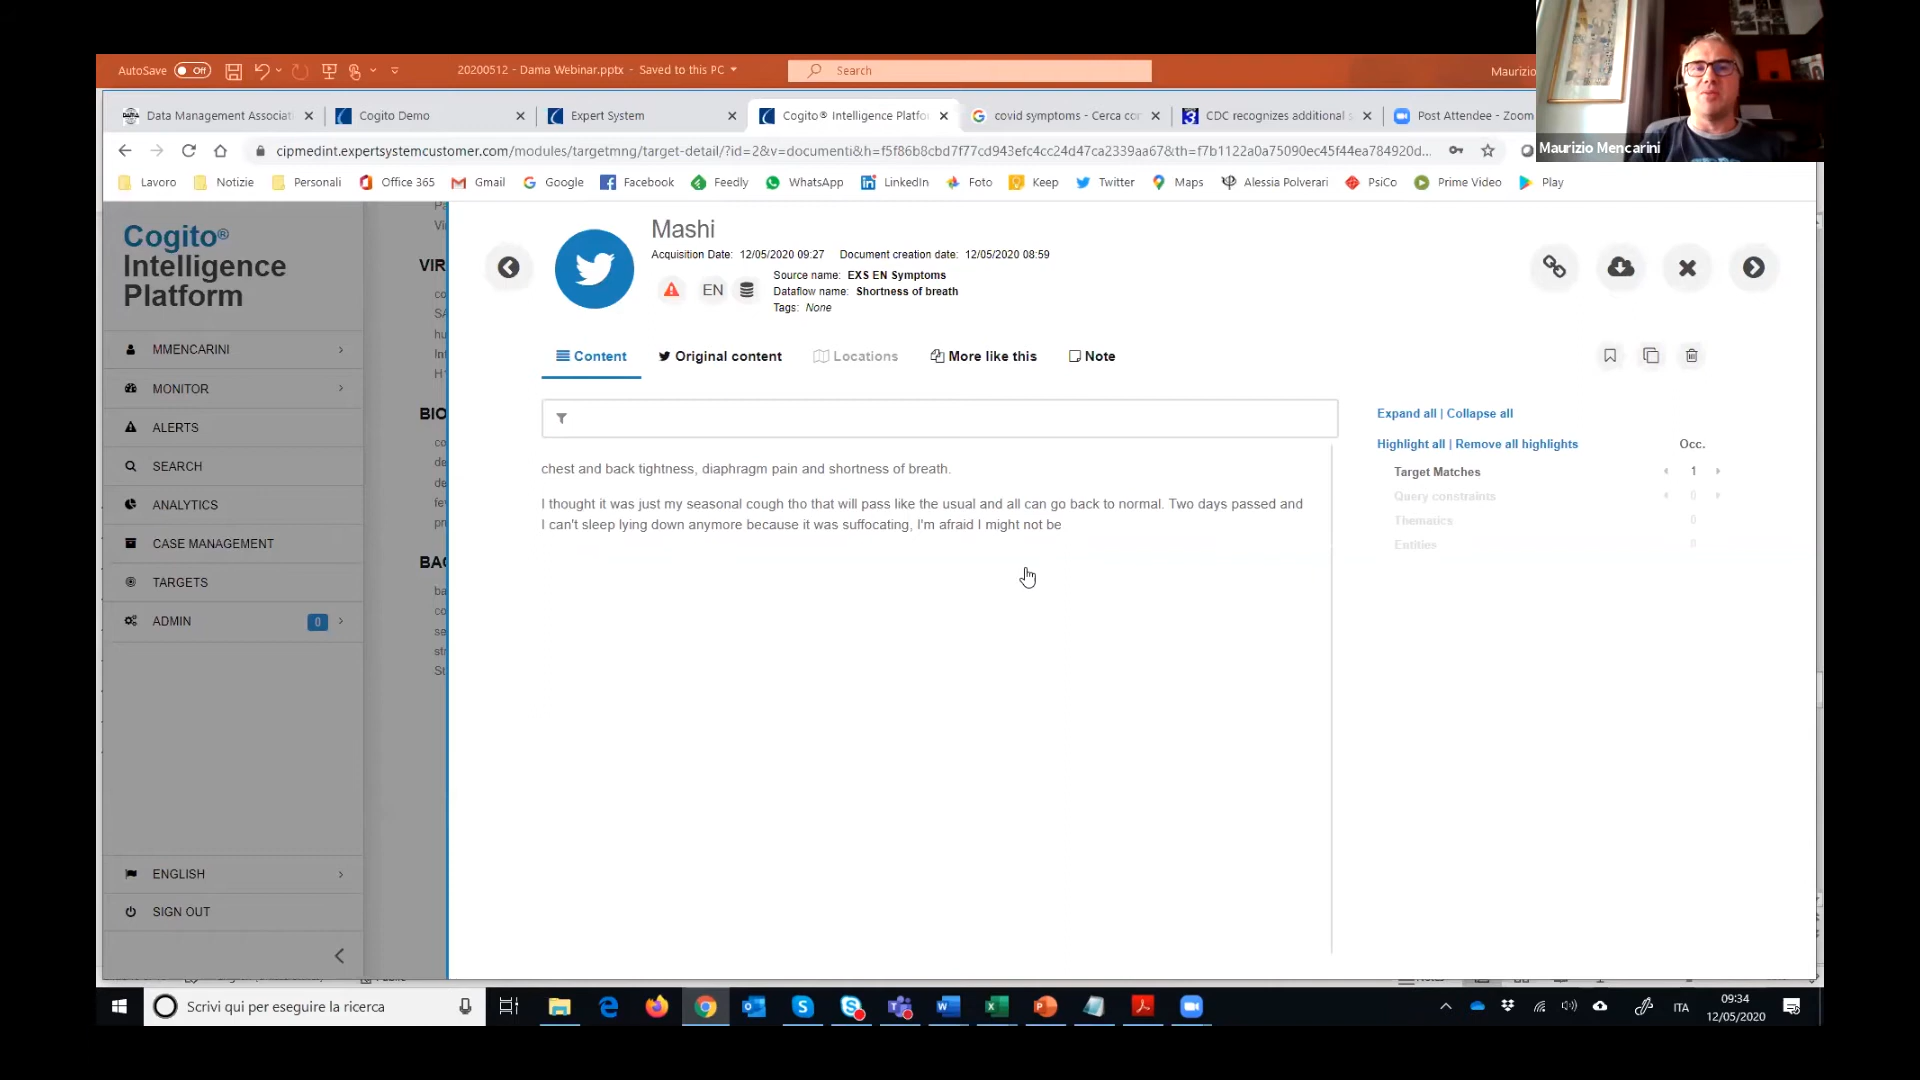 AutoSave Off 20200512 - Dama Webinar.pptx - Saved to this PC Search Maurizio
Data Management Associati Cogito Demo Expert System Cogito® Intelligence Platfo covid symptoms - Cerca co CDC recognizes additional s Post Attendee - Zoom
cipmedint.expertsystemcustomer.com/modules/targetmng/target-detail/?id=2&v=documenti&h=f5f86b8cbd7f77cd943efc4cc24d47ca2339aa67&th=f7b1122a0a75090ec45f44ea784920d...
Maurizio Mencarini
Lavoro Notizie Personali Office 365 Gmail Google Facebook Feedly WhatsApp LinkedIn Foto Keep Twitter Maps Alessia Polverari PsiCo Prime Video Play
Cogito®
Intelligence
Platform
MMENCARINI
MONITOR
ALERTS
SEARCH
ANALYTICS
CASE MANAGEMENT
TARGETS
ADMIN 0
ENGLISH
SIGN OUT
VIR
BIO
BAC
Mashi
Acquisition Date: 12/05/2020 09:27 Document creation date: 12/05/2020 08:59
Source name: EXS EN Symptoms
EN Dataflow name: Shortness of breath
Tags: None
Content Original content Locations More like this Note
Expand all | Collapse all
Highlight all | Remove all highlights Occ.
Target Matches 1
Query constraints 0
Thematics 0
Entities 0
chest and back tightness, diaphragm pain and shortness of breath.
I thought it was just my seasonal cough tho that will pass like the usual and all can go back to normal. Two days passed and
I can't sleep lying down anymore because it was suffocating, I'm afraid I might not be
Scrivi qui per eseguire la ricerca
ITA
09:34
12/05/2020